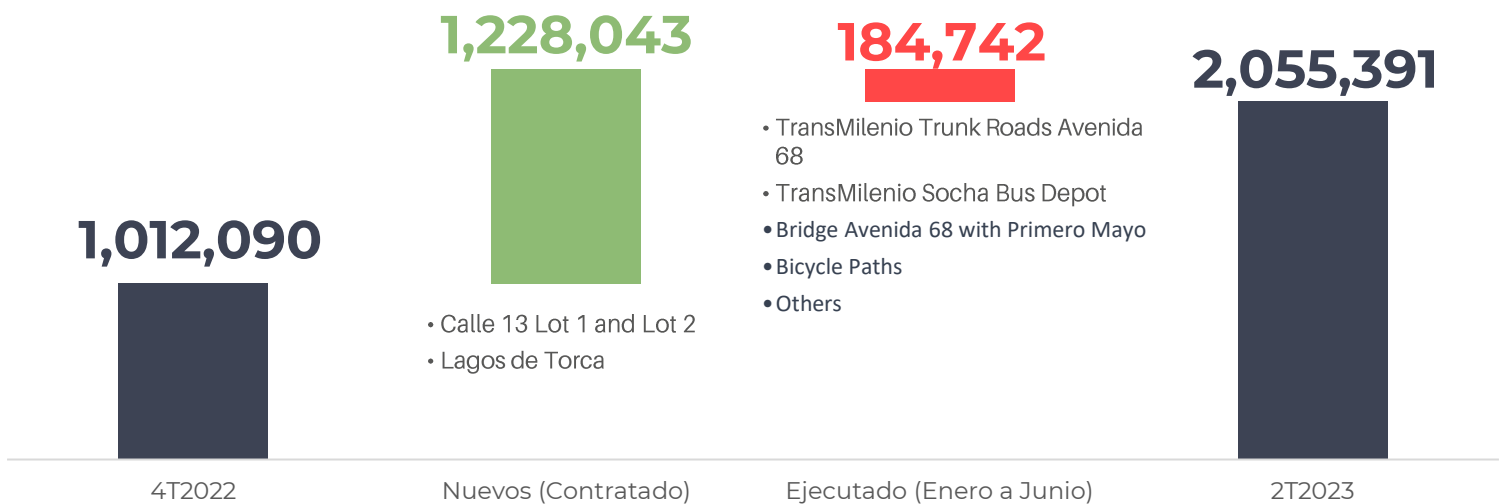 1,228,043
184,742
2,055,391
1,012,090
• TransMilenio Trunk Roads Avenida
68
• TransMilenio Socha Bus Depot
• Bridge Avenida 68 with Primero Mayo
• Bicycle Paths
• Others
• Calle 13 Lot 1 and Lot 2
• Lagos de Torca
4T2022
Nuevos (Contratado)
Ejecutado (Enero a Junio)
2T2023